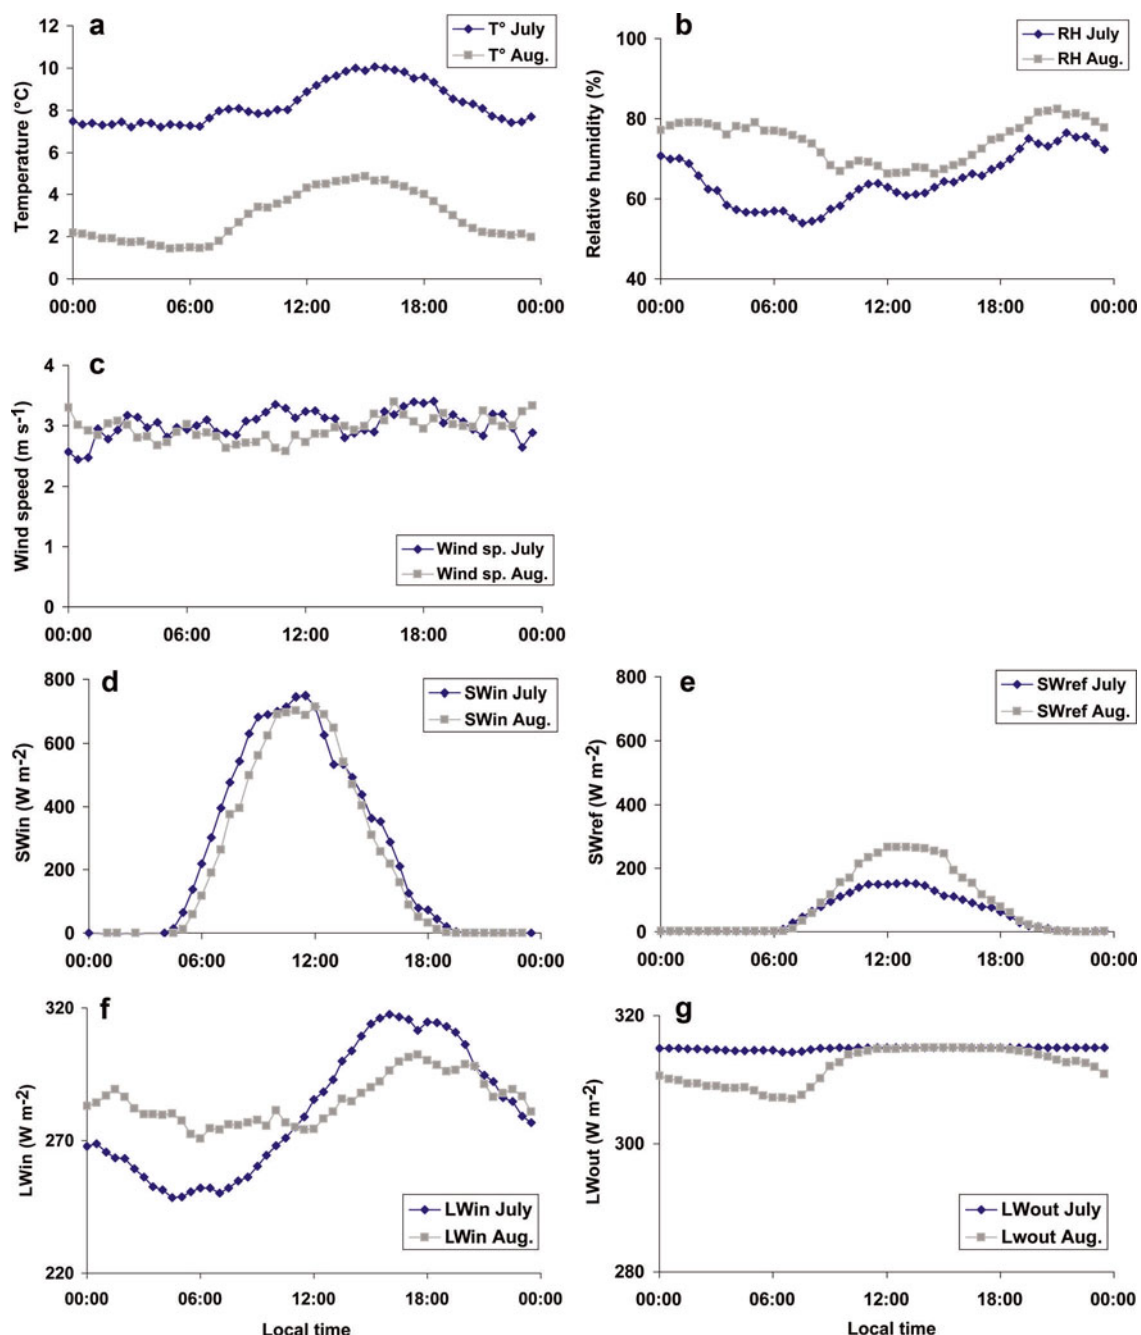 a
T° July
T° Aug.
Temperature (°C)
12
10
8
6
4
2
0
00:00 06:00 12:00 18:00 00:00
b
RH July
RH Aug.
Relative humidity (%)
100
80
60
40
00:00 06:00 12:00 18:00 00:00
c
Wind speed (m s-1)
4
3
2
1
0
Wind sp. July
Wind sp. Aug.
00:00 06:00 12:00 18:00 00:00
d
SWin July
SWin Aug.
SWin (W m-2)
800
600
400
200
0
00:00 06:00 12:00 18:00 00:00
e
SWref July
SWref Aug.
SWref (W m-2)
800
600
400
200
0
00:00 06:00 12:00 18:00 00:00
f
LWin (W m-2)
320
270
220
LWin July
LWin Aug.
00:00 06:00 12:00 18:00 00:00
Local time
g
LWout (W m-2)
320
300
280
LWout July
Lwout Aug.
00:00 06:00 12:00 18:00 00:00
Local time